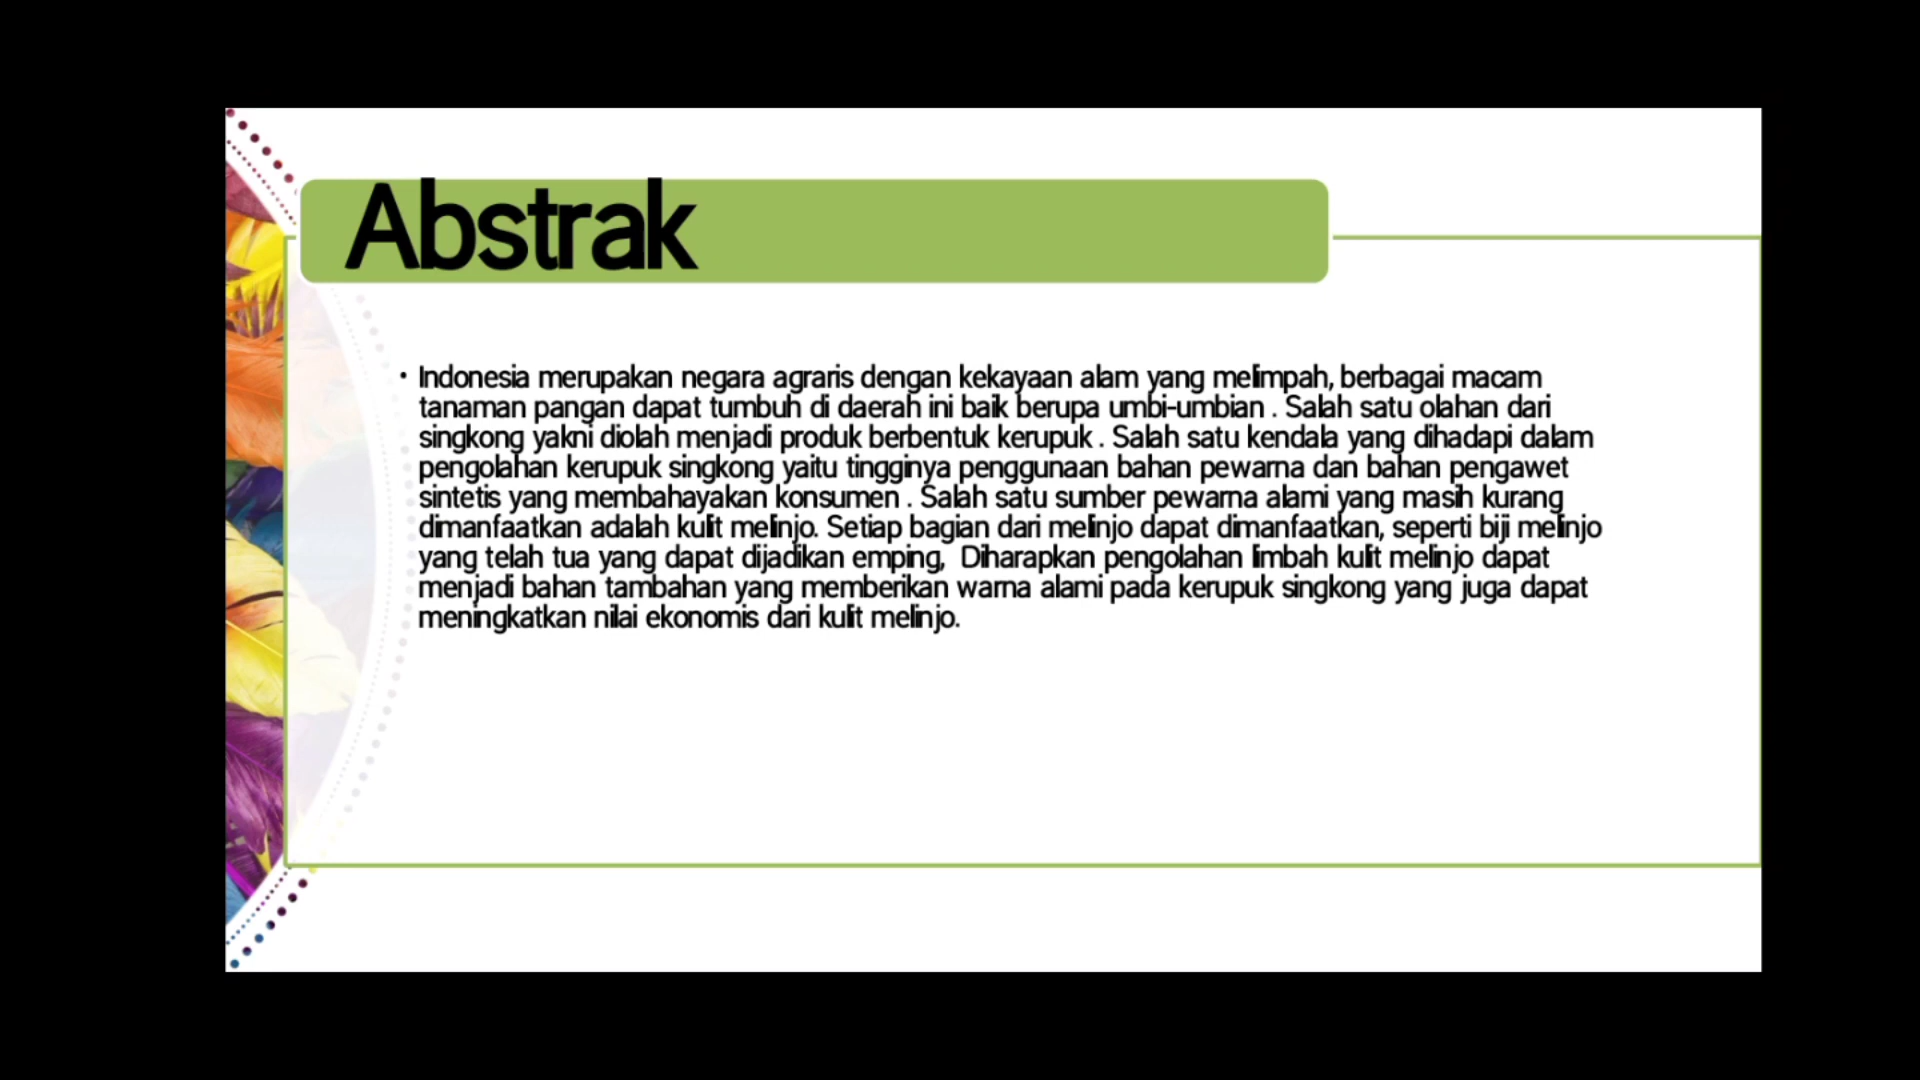 Abstrak
• Indonesia merupakan negara agraris dengan kekayaan alam yang melimpah, berbagai macam
tanaman pangan dapat tumbuh di daerah ini baik berupa umbi-umbian . Salah satu olahan dari
singkong yakni diolah menjadi produk berbentuk kerupuk . Salah satu kendala yang dihadapi dalam
pengolahan kerupuk singkong yaitu tingginya penggunaan bahan pewarna dan bahan pengawet
sintetis yang membahayakan konsumen . Salah satu sumber pewarna alami yang masih kurang
dimanfaatkan adalah kulit melinjo. Setiap bagian dari melinjo dapat dimanfaatkan, seperti biji melinjo
yang telah tua yang dapat dijadikan emping,  Diharapkan pengolahan limbah kulit melinjo dapat
menjadi bahan tambahan yang memberikan warna alami pada kerupuk singkong yang juga dapat
meningkatkan nilai ekonomis dari kulit melinjo.